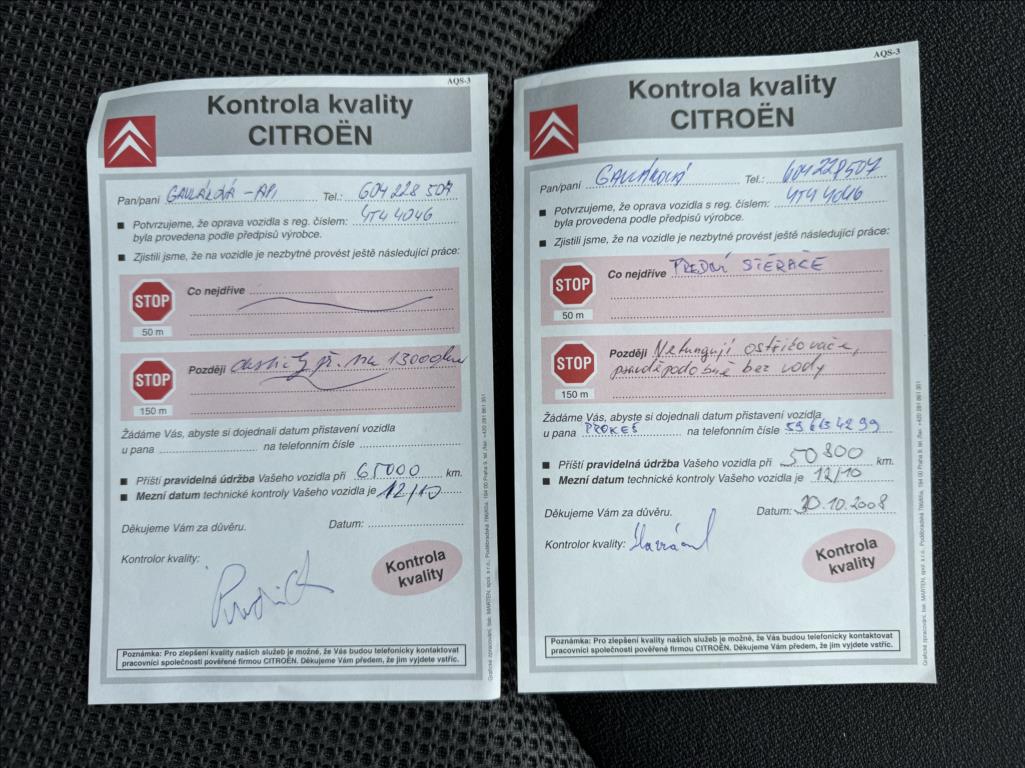 AQS-3
Kontrola kvality
CITROËN
Pan/paní Tel.: 604 228 507
Potvrzujeme, že oprava vozidla s reg. číslem: 4T4 4046
byla provedena podle předpisů výrobce.
Zjistili jsme, že na vozidle je nezbytné provést ještě následující práce:
STOP
50 m
Co nejdříve
STOP
150 m
Později
Žádáme Vás, abyste si dojednali datum přistavení vozidla
u pana na telefonním čísle
Příští pravidelná údržba Vašeho vozidla při 65000 km.
Mezní datum technické kontroly Vašeho vozidla je 12/10
Děkujeme Vám za důvěru. Datum:
Kontrolor kvality:
Kontrola
kvality
Poznámka: Pro zlepšení kvality našich služeb je možné, že Vás budou telefonicky kontaktovat
pracovníci společnosti pověřené firmou CITROËN. Děkujeme Vám předem, že jim vyjdete vstříc.
AQS-3
Kontrola kvality
CITROËN
Pan/paní Tel.: 604 228 507
Potvrzujeme, že oprava vozidla s reg. číslem: 4T4 4046
byla provedena podle předpisů výrobce.
Zjistili jsme, že na vozidle je nezbytné provést ještě následující práce:
STOP
50 m
Co nejdříve PŘEDNÍ STĚRAČE
STOP
150 m
Později Nefungují ostřikovače,
pravděpodobně bez vody
Žádáme Vás, abyste si dojednali datum přistavení vozidla
u pana PROKEŠ na telefonním čísle
Příští pravidelná údržba Vašeho vozidla při 50 800 km.
Mezní datum technické kontroly Vašeho vozidla je 12/10
Děkujeme Vám za důvěru. Datum: 30.10.2008
Kontrolor kvality:
Kontrola
kvality
Poznámka: Pro zlepšení kvality našich služeb je možné, že Vás budou telefonicky kontaktovat
pracovníci společnosti pověřené firmou CITROËN. Děkujeme Vám předem, že jim vyjdete vstříc.